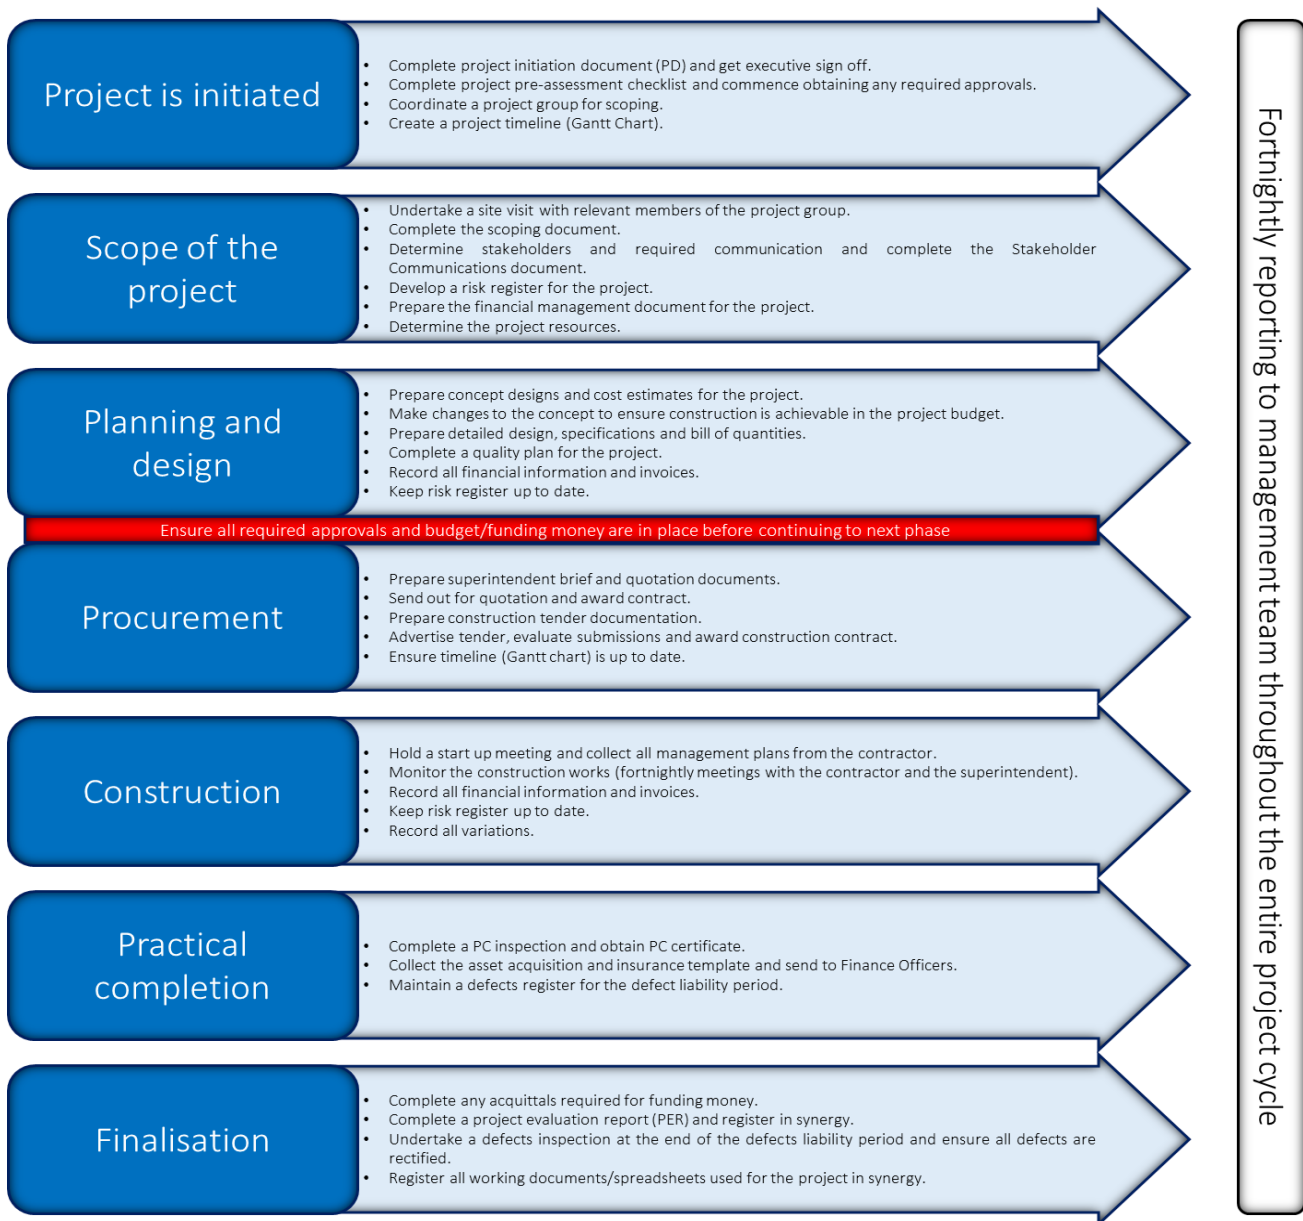 Project is initiated
• Complete project initiation document (PD) and get executive sign off.
• Complete project pre-assessment checklist and commence obtaining any required approvals.
• Coordinate a project group for scoping.
• Create a project timeline (Gantt Chart).
Scope of the
project
• Undertake a site visit with relevant members of the project group.
• Complete the scoping document.
• Determine stakeholders and required communication and complete the Stakeholder
Communications document.
• Develop a risk register for the project.
• Prepare the financial management document for the project.
• Determine the project resources.
Planning and
design
• Prepare concept designs and cost estimates for the project.
• Make changes to the concept to ensure construction is achievable in the project budget.
• Prepare detailed design, specifications and bill of quantities.
• Complete a quality plan for the project.
• Record all financial information and invoices.
• Keep risk register up to date.
Ensure all required approvals and budget/funding money are in place before continuing to next phase
Procurement
• Prepare superintendent brief and quotation documents.
• Send out for quotation and award contract.
• Prepare construction tender documentation.
• Advertise tender, evaluate submissions and award construction contract.
• Ensure timeline (Gantt chart) is up to date.
Construction
• Hold a start up meeting and collect all management plans from the contractor.
• Monitor the construction works (fortnightly meetings with the contractor and the superintendent).
• Record all financial information and invoices.
• Keep risk register up to date.
• Record all variations.
Practical
completion
• Complete a PC inspection and obtain PC certificate.
• Collect the asset acquisition and insurance template and send to Finance Officers.
• Maintain a defects register for the defect liability period.
Finalisation
• Complete any acquittals required for funding money.
• Complete a project evaluation report (PER) and register in synergy.
• Undertake a defects inspection at the end of the defects liability period and ensure all defects are
rectified.
• Register all working documents/spreadsheets used for the project in synergy.
Fortnightly reporting to management team throughout the entire project cycle